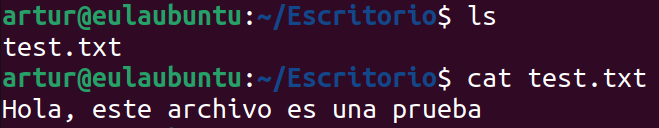 artur@eulaubuntu:~/Escritorio$ ls
test.txt
artur@eulaubuntu:~/Escritorio$ cat test.txt
Hola, este archivo es una prueba